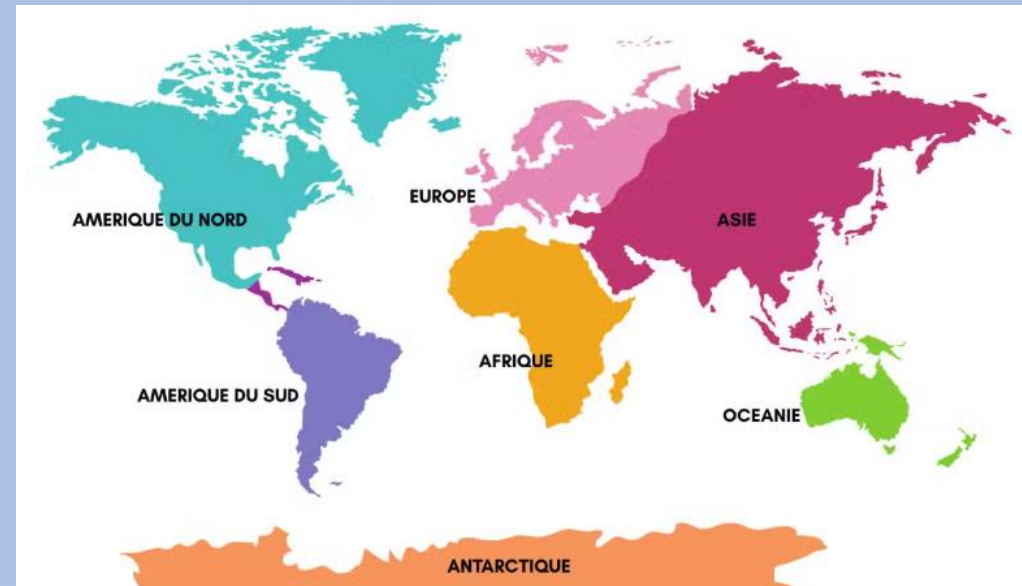 EUROPE
AMERIQUE DU NORD
ASIE
AFRIQUE
AMERIQUE DU SUD
OCEANIE
ANTARCTIQUE